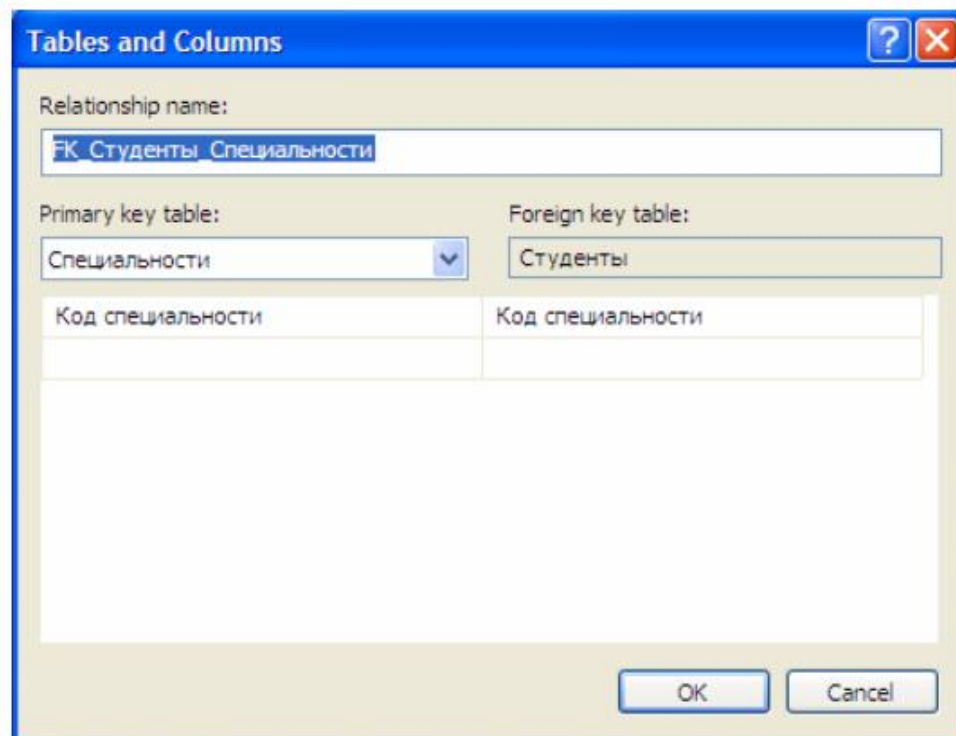 Tables and Columns
Relationship name:
FK_Студенты_Специальности
Primary key table: Foreign key table:
Специальности Студенты
Код специальности Код специальности
OK Cancel